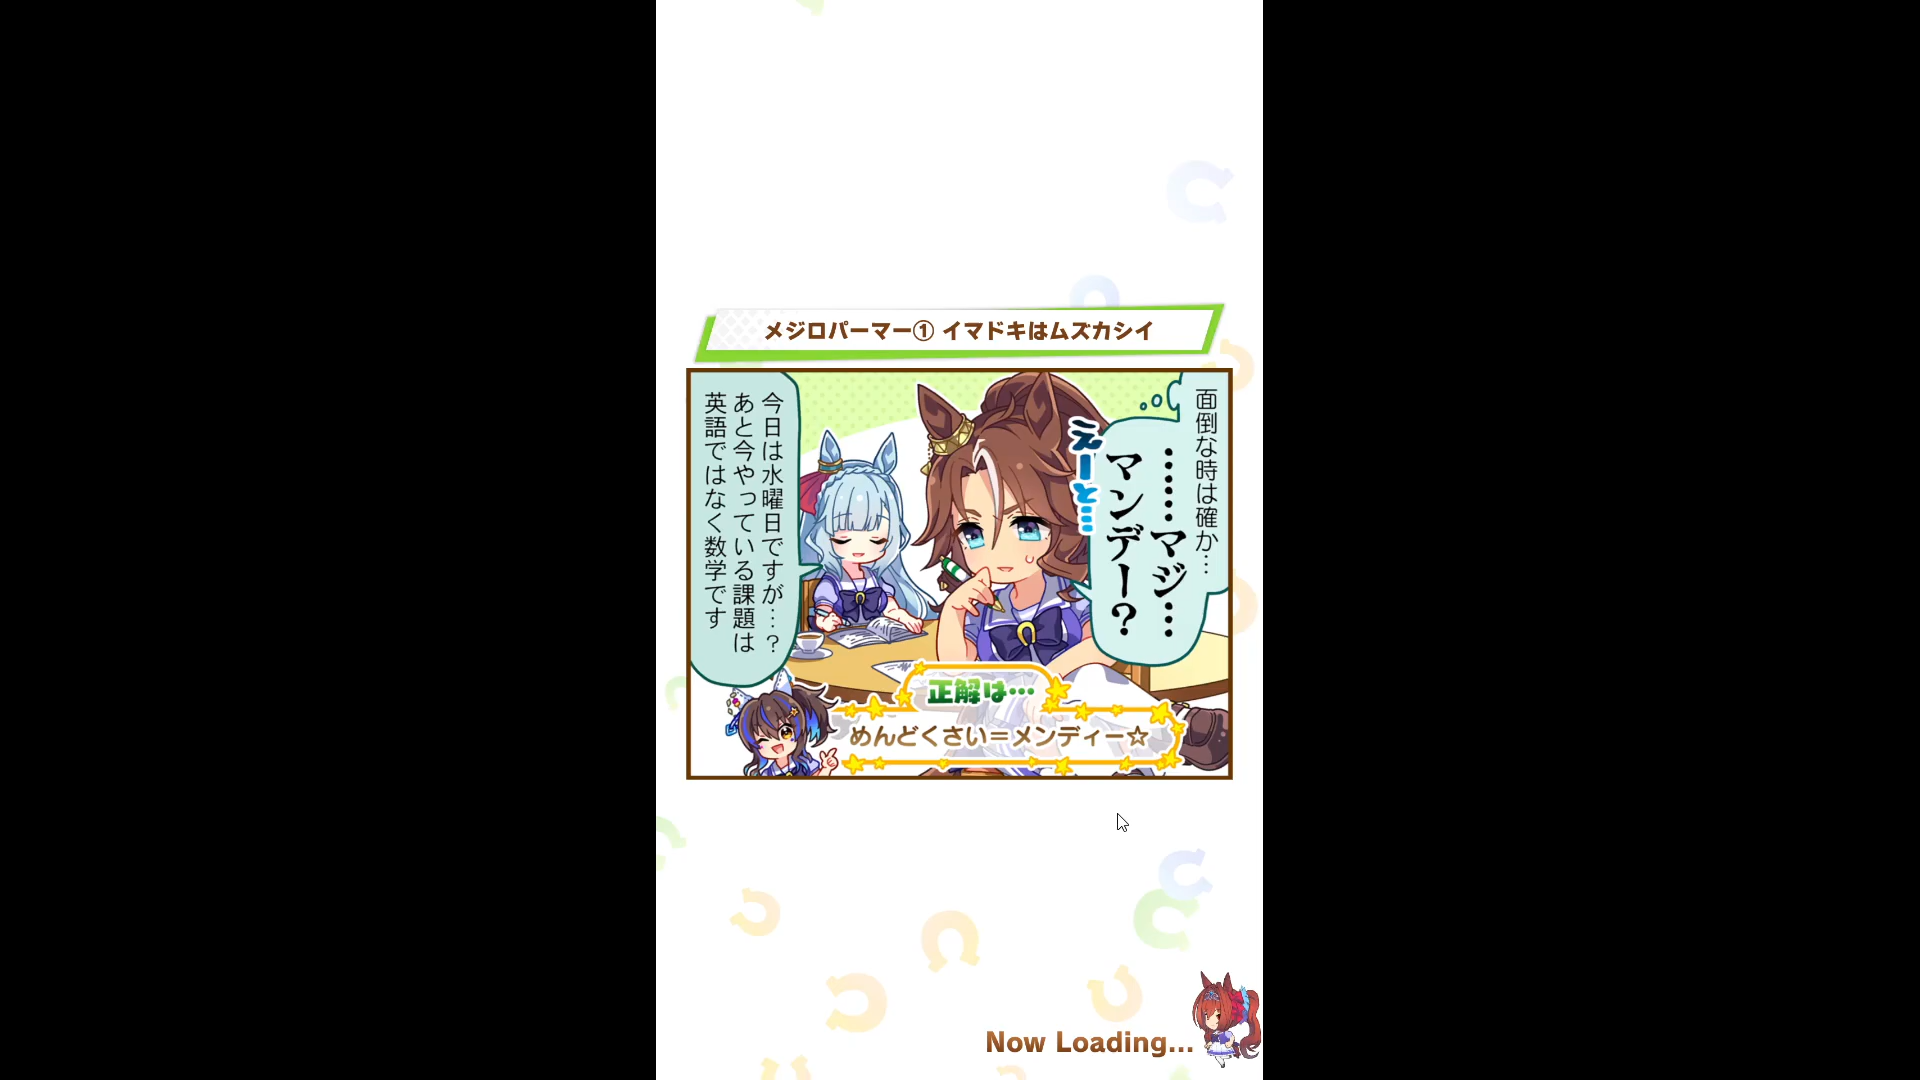 メジロパーマー① イマドキはムズカシイ
面倒な時は確か…
……マジ…
マンデー？
えーと…
今日は水曜日ですが…？
あと今やっている課題は
英語ではなく数学です
正解は…
めんどくさい＝メンディー☆
Now Loading...